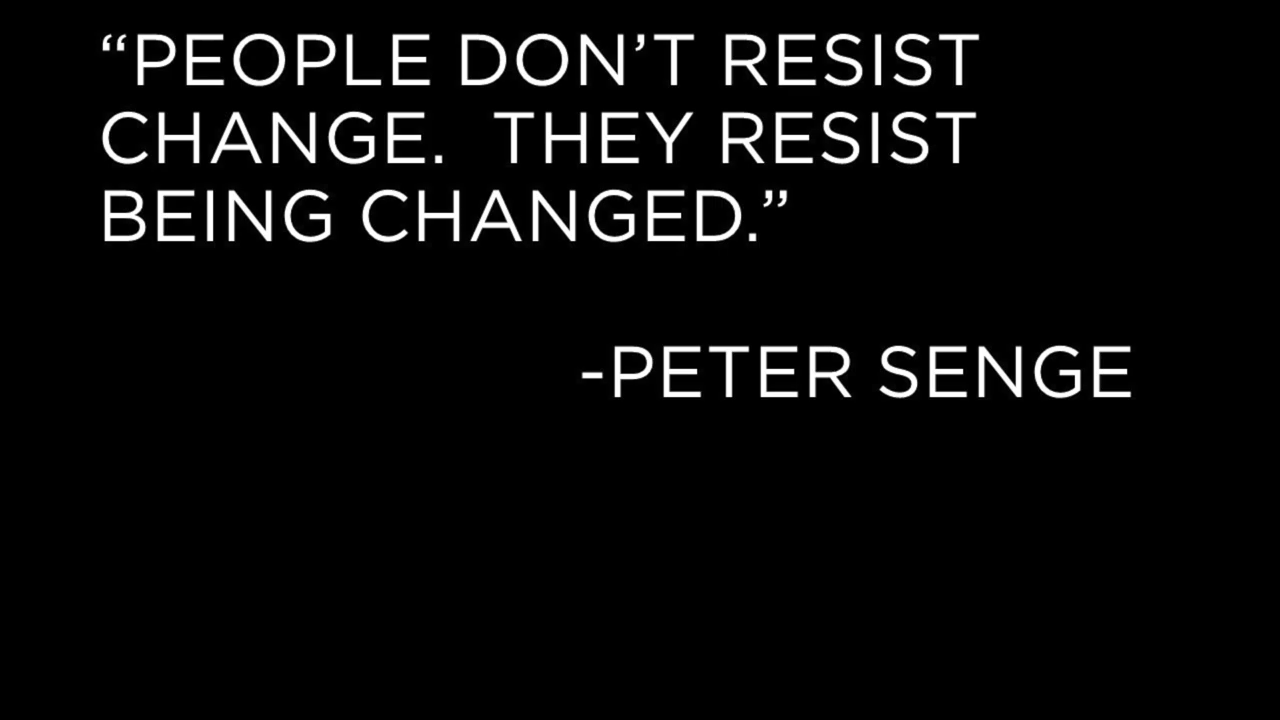 “PEOPLE DON’T RESIST
CHANGE.  THEY RESIST
BEING CHANGED.”
-PETER SENGE